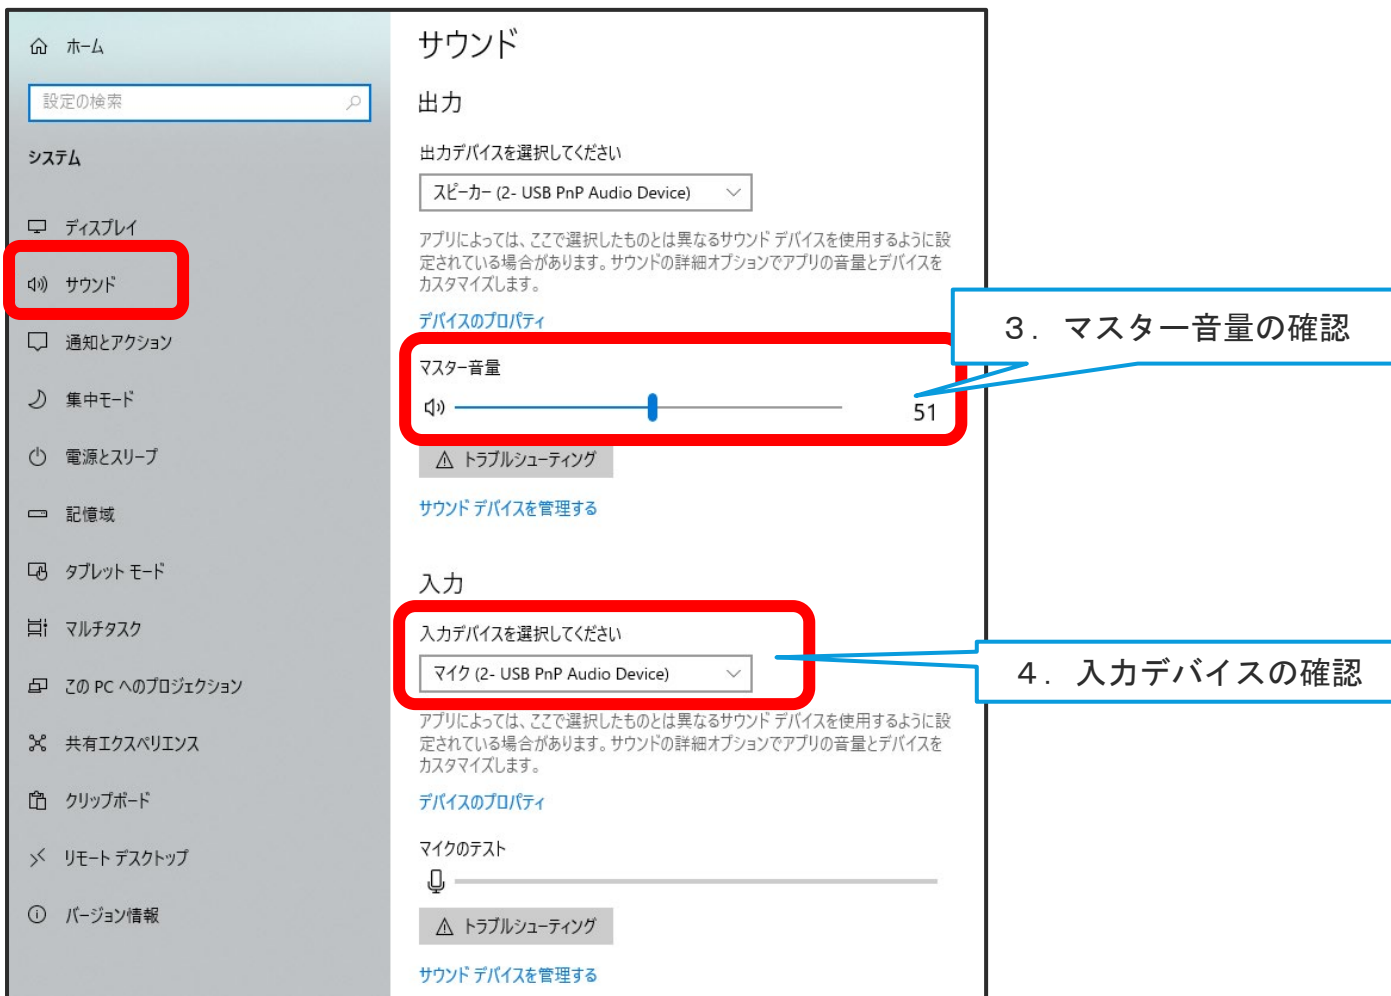 ホーム
設定の検索
システム
ディスプレイ
サウンド
通知とアクション
集中モード
電源とスリープ
記憶域
タブレット モード
マルチタスク
この PC へのプロジェクション
共有エクスペリエンス
クリップボード
リモート デスクトップ
バージョン情報
サウンド
出力
出力デバイスを選択してください
スピーカー (2- USB PnP Audio Device)
アプリによっては、ここで選択したものとは異なるサウンド デバイスを使用するように設
定されている場合があります。サウンドの詳細オプションでアプリの音量とデバイスを
カスタマイズします。
デバイスのプロパティ
マスター音量
51
トラブルシューティング
サウンド デバイスを管理する
入力
入力デバイスを選択してください
マイク (2- USB PnP Audio Device)
アプリによっては、ここで選択したものとは異なるサウンド デバイスを使用するように設
定されている場合があります。サウンドの詳細オプションでアプリの音量とデバイスを
カスタマイズします。
デバイスのプロパティ
マイクのテスト
トラブルシューティング
サウンド デバイスを管理する
３．マスター音量の確認
４．入力デバイスの確認